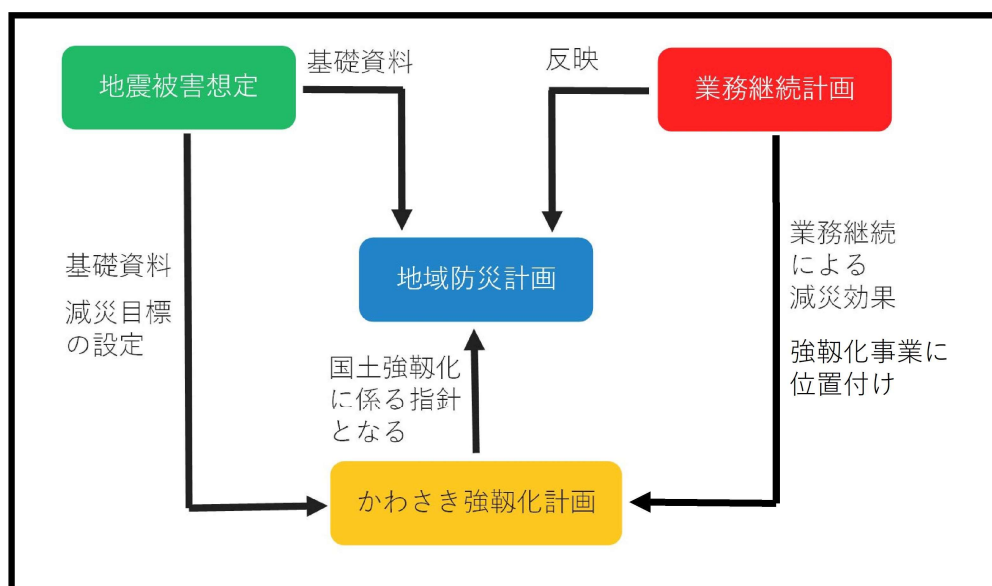 基礎資料
反映
地震被害想定
業務継続計画
業務継続
による
減災効果
基礎資料
地域防災計画
減災目標
の設定
強靱化事業に
位置付け
国土強靱化
に係る指針
となる
かわさき強靱化計画